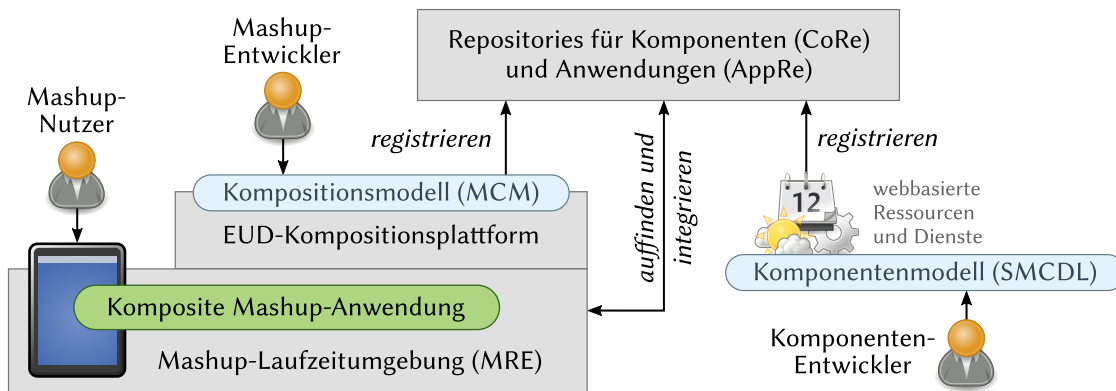 Mashup-
Entwickler
Repositories für Komponenten (CoRe)
und Anwendungen (AppRe)
Mashup-
Nutzer
registrieren
auffinden und
integrieren
registrieren
Kompositionsmodell (MCM)
12
webbasierte
Ressourcen
und Dienste
EUD-Kompositionsplattform
Komponentenmodell (SMCDL)
Komposite Mashup-Anwendung
Mashup-Laufzeitumgebung (MRE)
Komponenten-
Entwickler